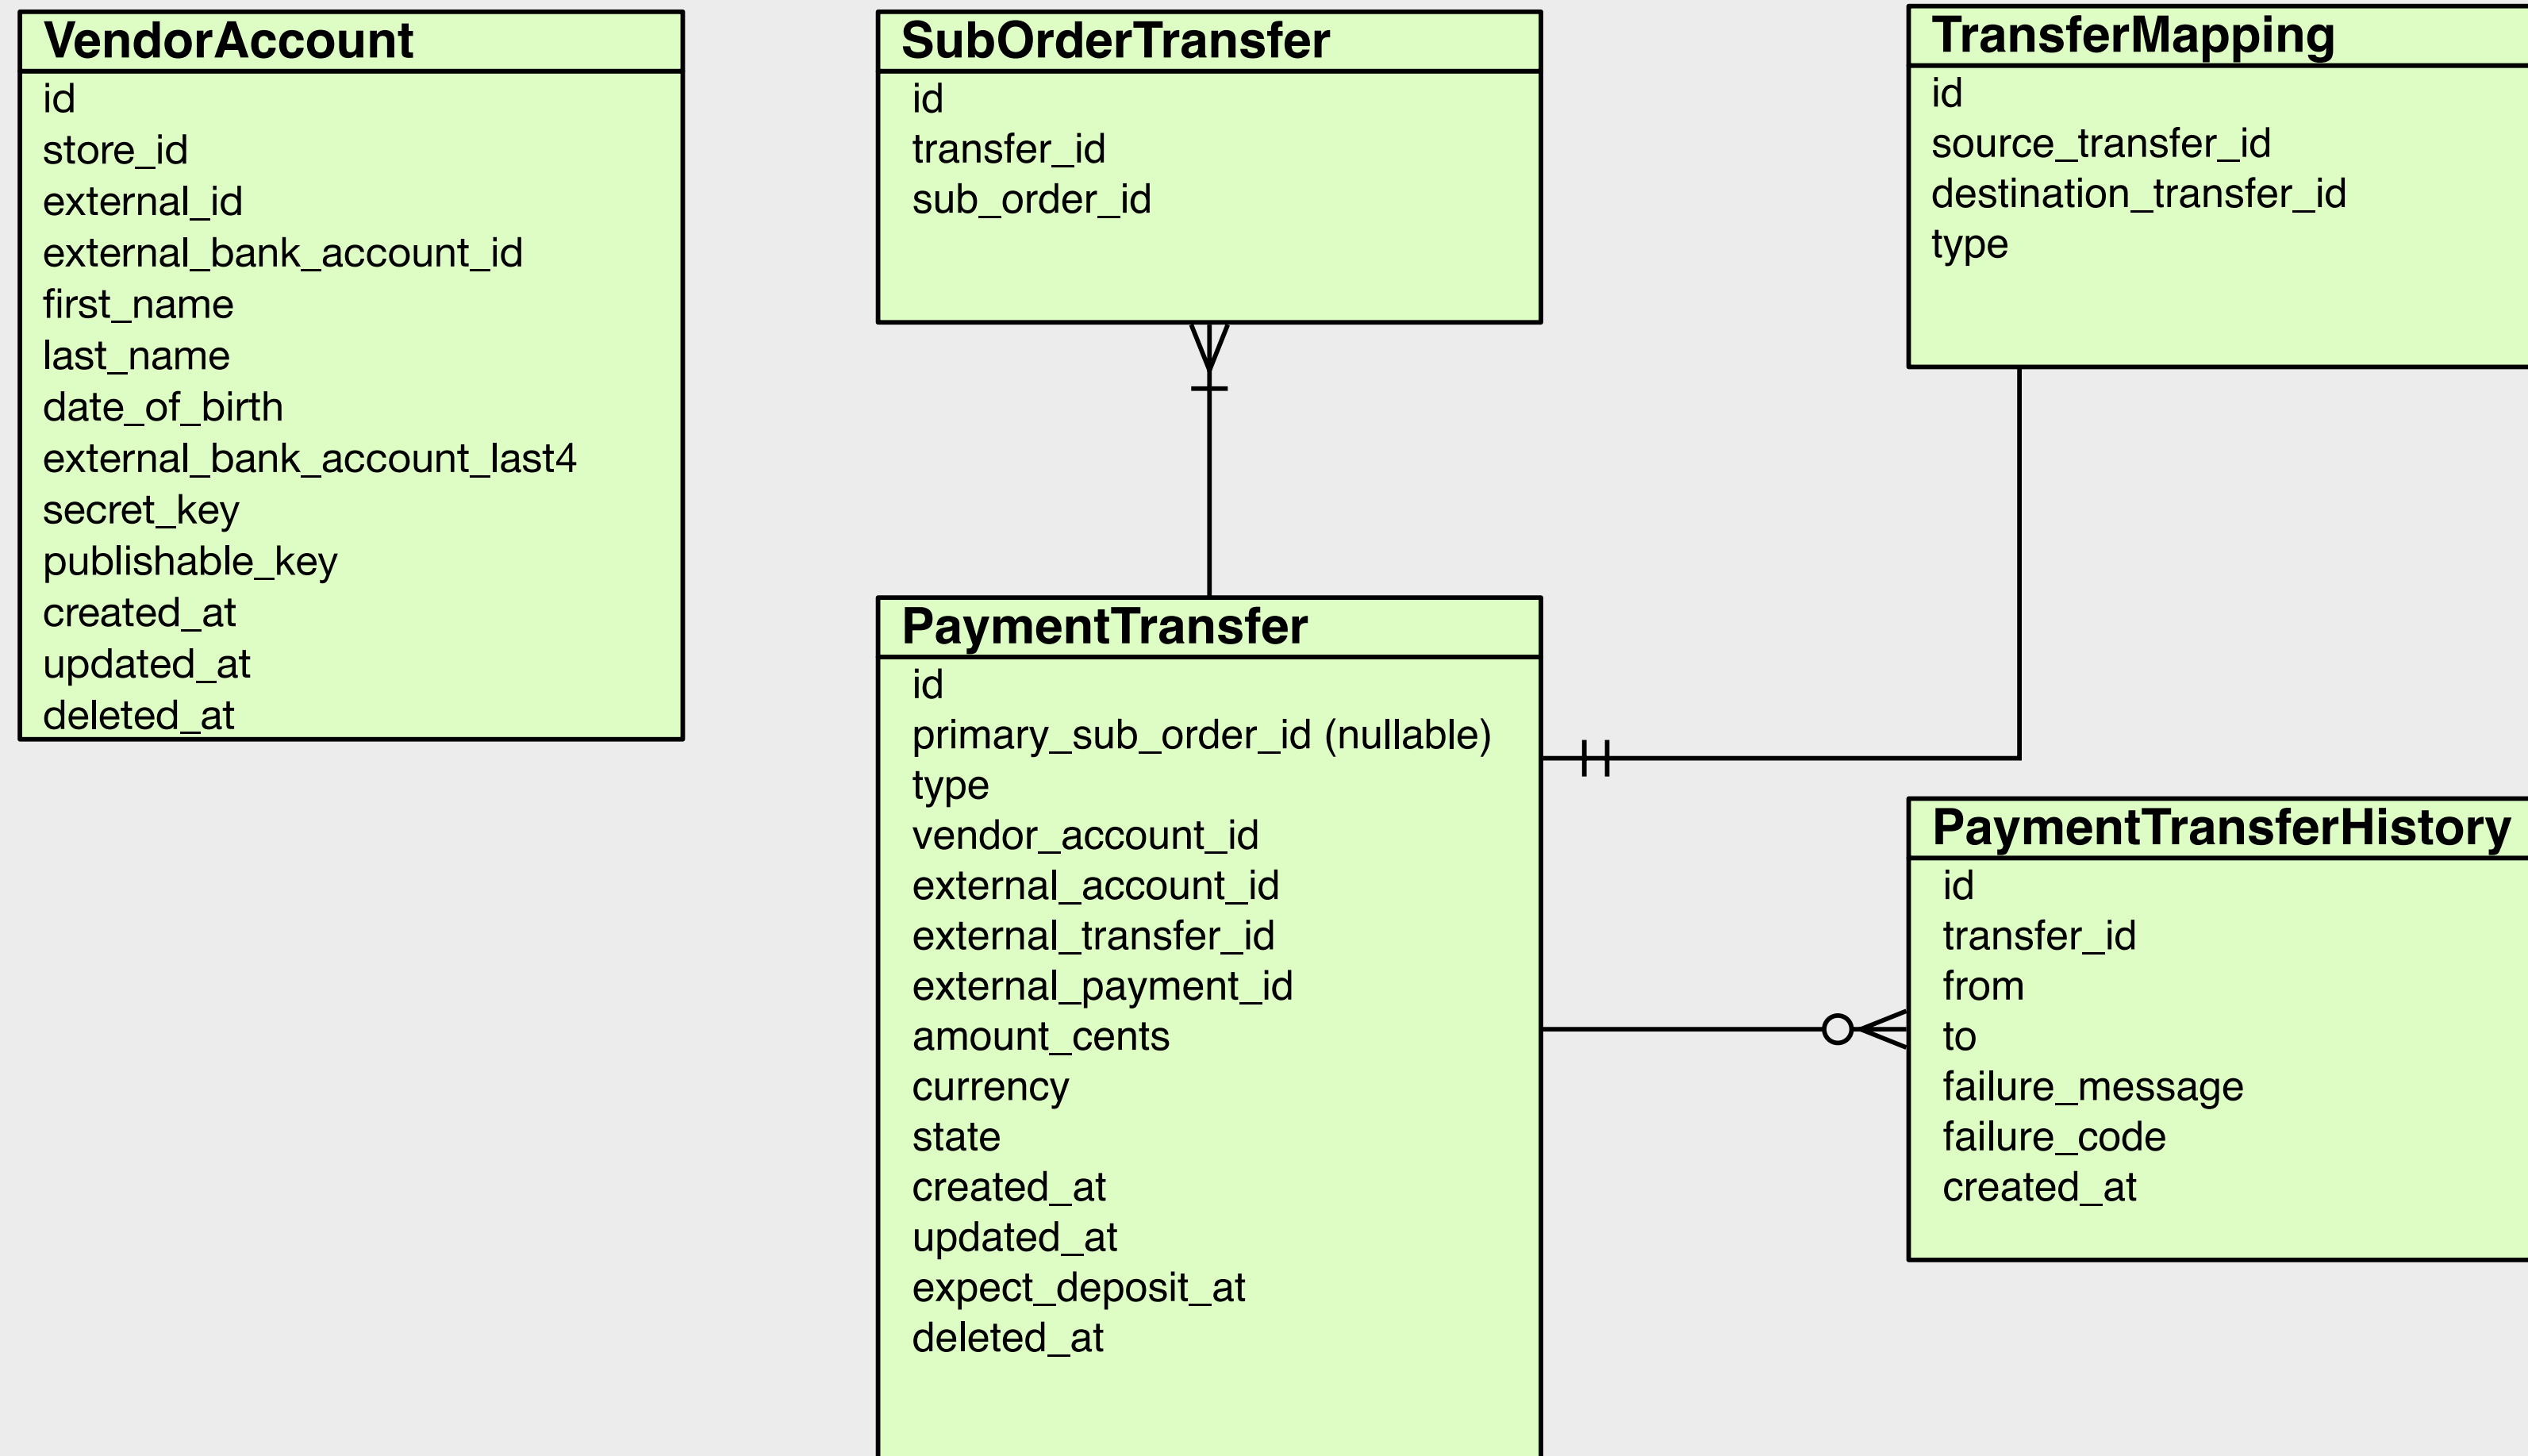 VendorAccount
id
store_id
external_id
external_bank_account_id
first_name
last_name
date_of_birth
external_bank_account_last4
secret_key
publishable_key
created_at
updated_at
deleted_at
SubOrderTransfer
id
transfer_id
sub_order_id
TransferMapping
id
source_transfer_id
destination_transfer_id
type
PaymentTransfer
id
primary_sub_order_id (nullable)
type
vendor_account_id
external_account_id
external_transfer_id
external_payment_id
amount_cents
currency
state
created_at
updated_at
expect_deposit_at
deleted_at
PaymentTransferHistory
id
transfer_id
from
to
failure_message
failure_code
created_at